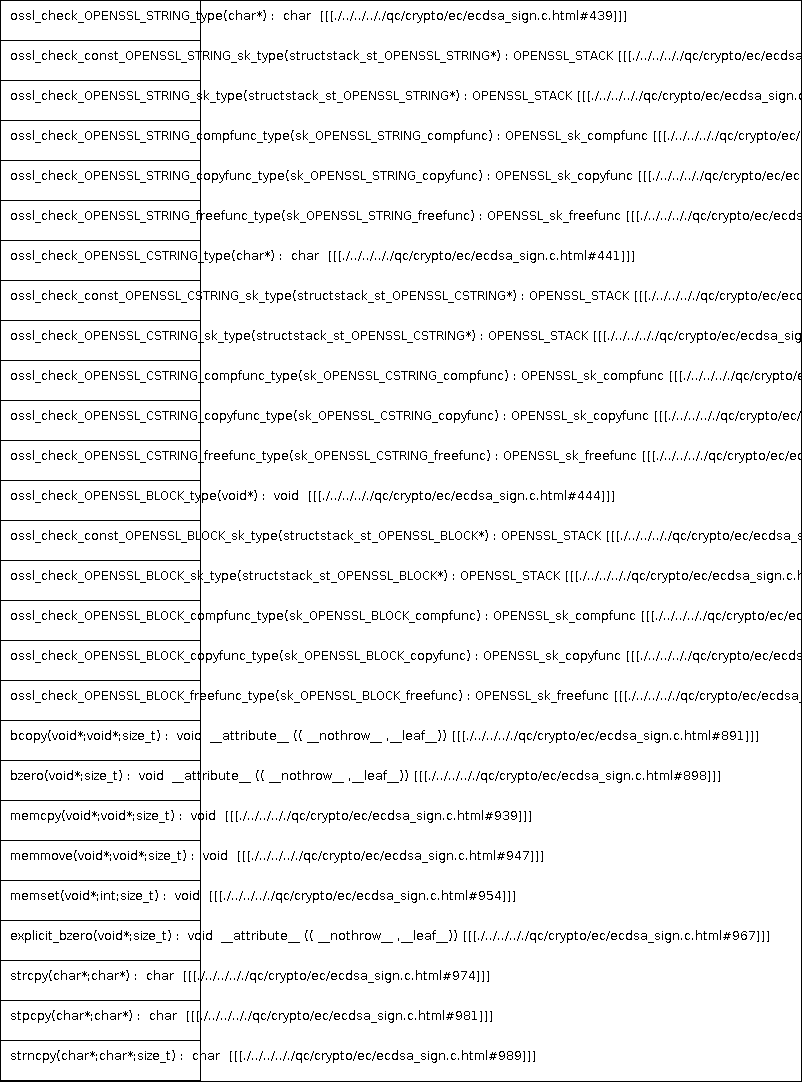 ossl_check_OPENSSL_STRING_type(char*) : char [[[./../../.././qc/crypto/ec/ecdsa_sign.c.html#439]]]
ossl_check_const_OPENSSL_STRING_sk_type(structstack_st_OPENSSL_STRING*) : OPENSSL_STACK [[[./../../.././qc/crypto/ec/ecdsa
ossl_check_OPENSSL_STRING_sk_type(structstack_st_OPENSSL_STRING*) : OPENSSL_STACK [[[./../../.././qc/crypto/ec/ecdsa_sign.c
ossl_check_OPENSSL_STRING_compfunc_type(sk_OPENSSL_STRING_compfunc) : OPENSSL_sk_compfunc [[[./../../.././qc/crypto/ec/
ossl_check_OPENSSL_STRING_copyfunc_type(sk_OPENSSL_STRING_copyfunc) : OPENSSL_sk_copyfunc [[[./../../.././qc/crypto/ec
ossl_check_OPENSSL_STRING_freefunc_type(sk_OPENSSL_STRING_freefunc) : OPENSSL_sk_freefunc [[[./../../.././qc/crypto/ec/ecds
ossl_check_OPENSSL_CSTRING_type(char*) : char [[[./../../.././qc/crypto/ec/ecdsa_sign.c.html#441]]]
ossl_check_const_OPENSSL_CSTRING_sk_type(structstack_st_OPENSSL_CSTRING*) : OPENSSL_STACK [[[./../../.././qc/crypto/ec/ecd
ossl_check_OPENSSL_CSTRING_sk_type(structstack_st_OPENSSL_CSTRING*) : OPENSSL_STACK [[[./../../.././qc/crypto/ec/ecdsa_sig
ossl_check_OPENSSL_CSTRING_compfunc_type(sk_OPENSSL_CSTRING_compfunc) : OPENSSL_sk_compfunc [[[./../../.././qc/crypto/e
ossl_check_OPENSSL_CSTRING_copyfunc_type(sk_OPENSSL_CSTRING_copyfunc) : OPENSSL_sk_copyfunc [[[./../../.././qc/crypto/ec/
ossl_check_OPENSSL_CSTRING_freefunc_type(sk_OPENSSL_CSTRING_freefunc) : OPENSSL_sk_freefunc [[[./../../.././qc/crypto/ec/ec
ossl_check_OPENSSL_BLOCK_type(void*) : void [[[./../../.././qc/crypto/ec/ecdsa_sign.c.html#444]]]
ossl_check_const_OPENSSL_BLOCK_sk_type(structstack_st_OPENSSL_BLOCK*) : OPENSSL_STACK [[[./../../.././qc/crypto/ec/ecdsa_s
ossl_check_OPENSSL_BLOCK_sk_type(structstack_st_OPENSSL_BLOCK*) : OPENSSL_STACK [[[./../../.././qc/crypto/ec/ecdsa_sign.c.h
ossl_check_OPENSSL_BLOCK_compfunc_type(sk_OPENSSL_BLOCK_compfunc) : OPENSSL_sk_compfunc [[[./../../.././qc/crypto/ec/ec
ossl_check_OPENSSL_BLOCK_copyfunc_type(sk_OPENSSL_BLOCK_copyfunc) : OPENSSL_sk_copyfunc [[[./../../.././qc/crypto/ec/ecds
ossl_check_OPENSSL_BLOCK_freefunc_type(sk_OPENSSL_BLOCK_freefunc) : OPENSSL_sk_freefunc [[[./../../.././qc/crypto/ec/ecdsa_
bcopy(void*;void*;size_t) : void __attribute__ (( __nothrow__ ,__leaf__)) [[[./../../.././qc/crypto/ec/ecdsa_sign.c.html#891]]]
bzero(void*;size_t) : void __attribute__ (( __nothrow__ ,__leaf__)) [[[./../../.././qc/crypto/ec/ecdsa_sign.c.html#898]]]
memcpy(void*;void*;size_t) : void [[[./../../.././qc/crypto/ec/ecdsa_sign.c.html#939]]]
memmove(void*;void*;size_t) : void [[[./../../.././qc/crypto/ec/ecdsa_sign.c.html#947]]]
memset(void*;int;size_t) : void [[[./../../.././qc/crypto/ec/ecdsa_sign.c.html#954]]]
explicit_bzero(void*;size_t) : void __attribute__ (( __nothrow__ ,__leaf__)) [[[./../../.././qc/crypto/ec/ecdsa_sign.c.html#967]]]
strcpy(char*;char*) : char [[[./../../.././qc/crypto/ec/ecdsa_sign.c.html#974]]]
stpcpy(char*;char*) : char [[[./../../.././qc/crypto/ec/ecdsa_sign.c.html#981]]]
strncpy(char*;char*;size_t) : char [[[./../../.././qc/crypto/ec/ecdsa_sign.c.html#989]]]